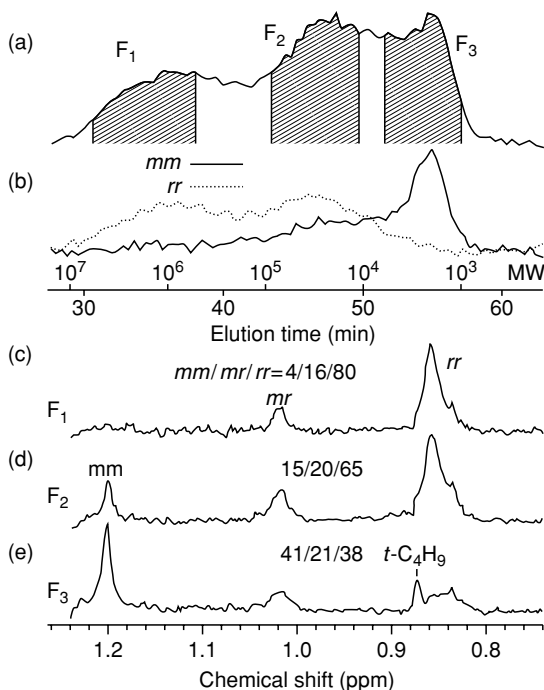 (a)
F1
F2
F3
(b)
mm
rr
10^7 10^6 10^5 10^4 10^3 MW
30 40 50 60
Elution time (min)
(c)
mm/mr/rr=4/16/80
rr
mr
F1
(d)
mm
15/20/65
F2
(e)
41/21/38
t-C4H9
F3
1.2 1.0 0.9 0.8
Chemical shift (ppm)